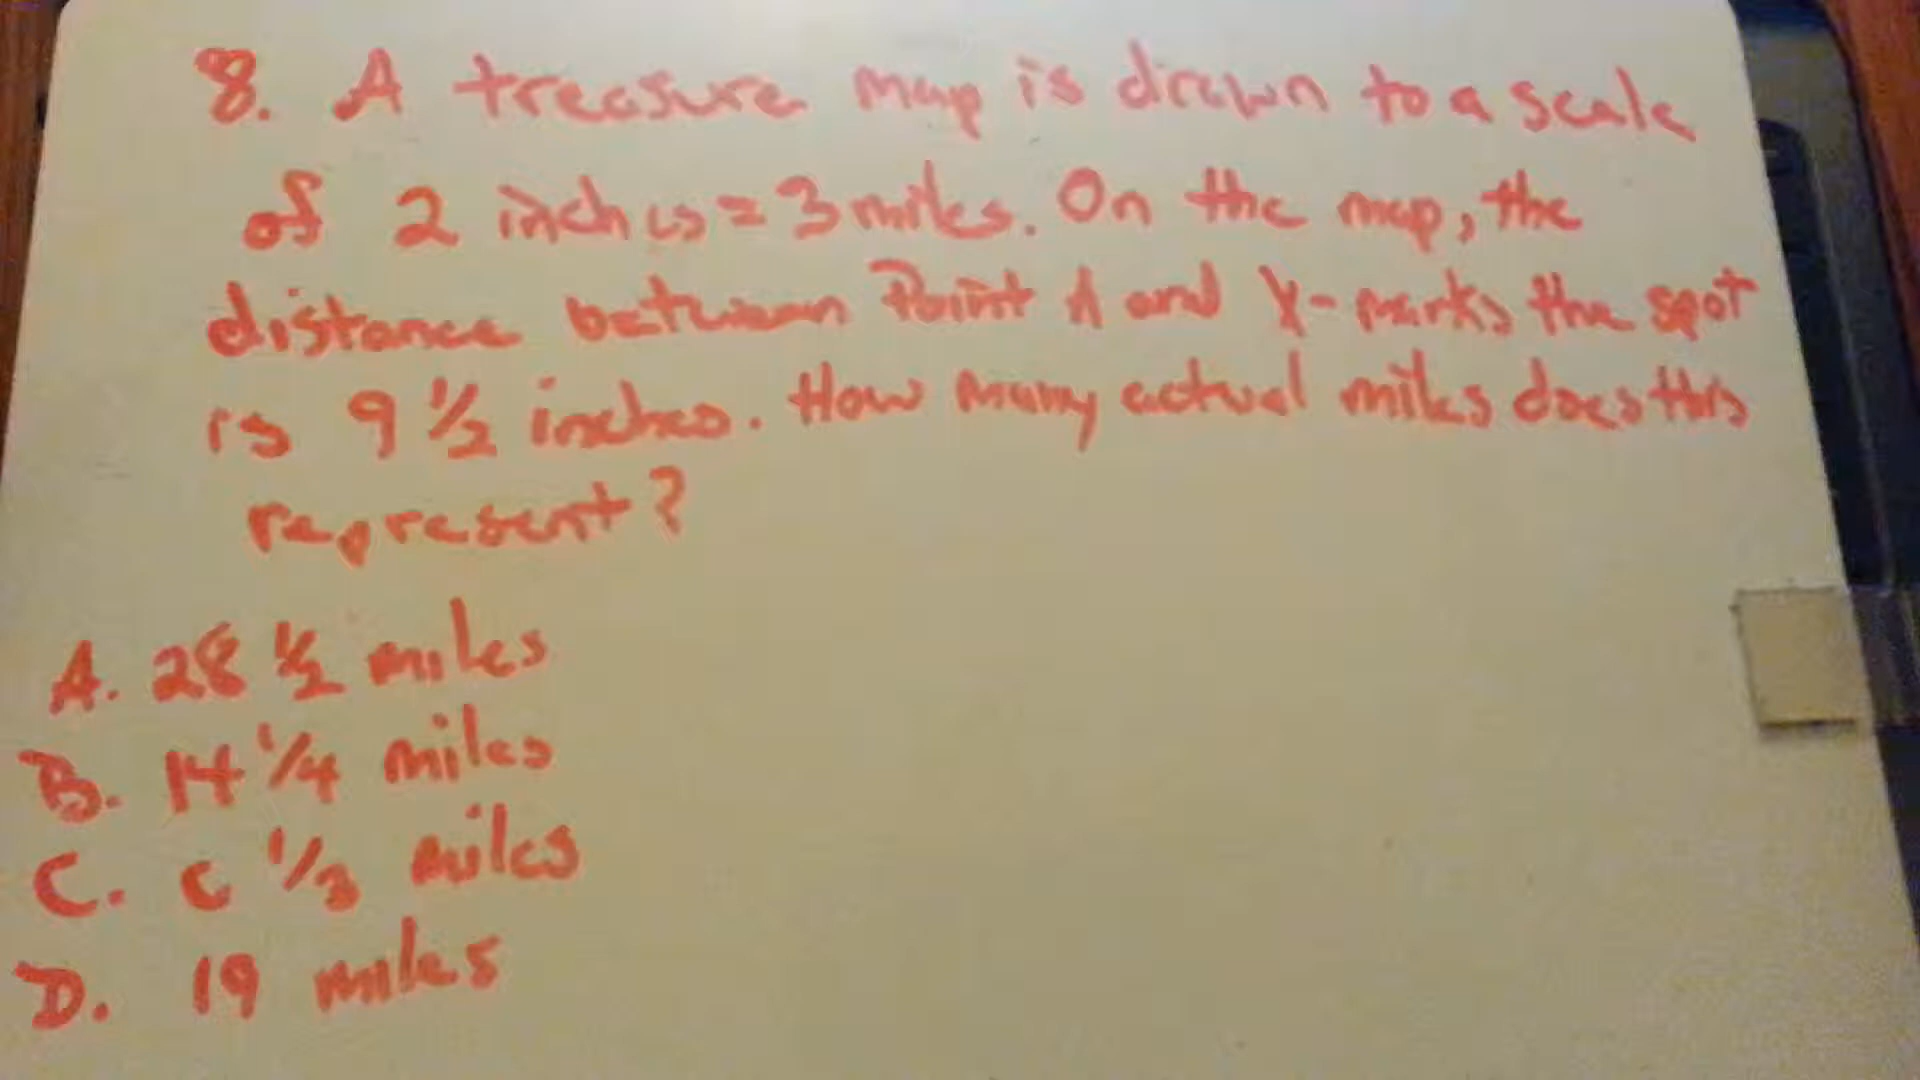 8. A treasure map is drawn to a scale
of 2 inches = 3 miles. On the map, the
distance between Point A and X-marks the spot
is 9 1/2 inches. How many actual miles does this
represent?
A. 28 1/2 miles
B. 14 1/4 miles
C. 6 1/3 miles
D. 19 miles